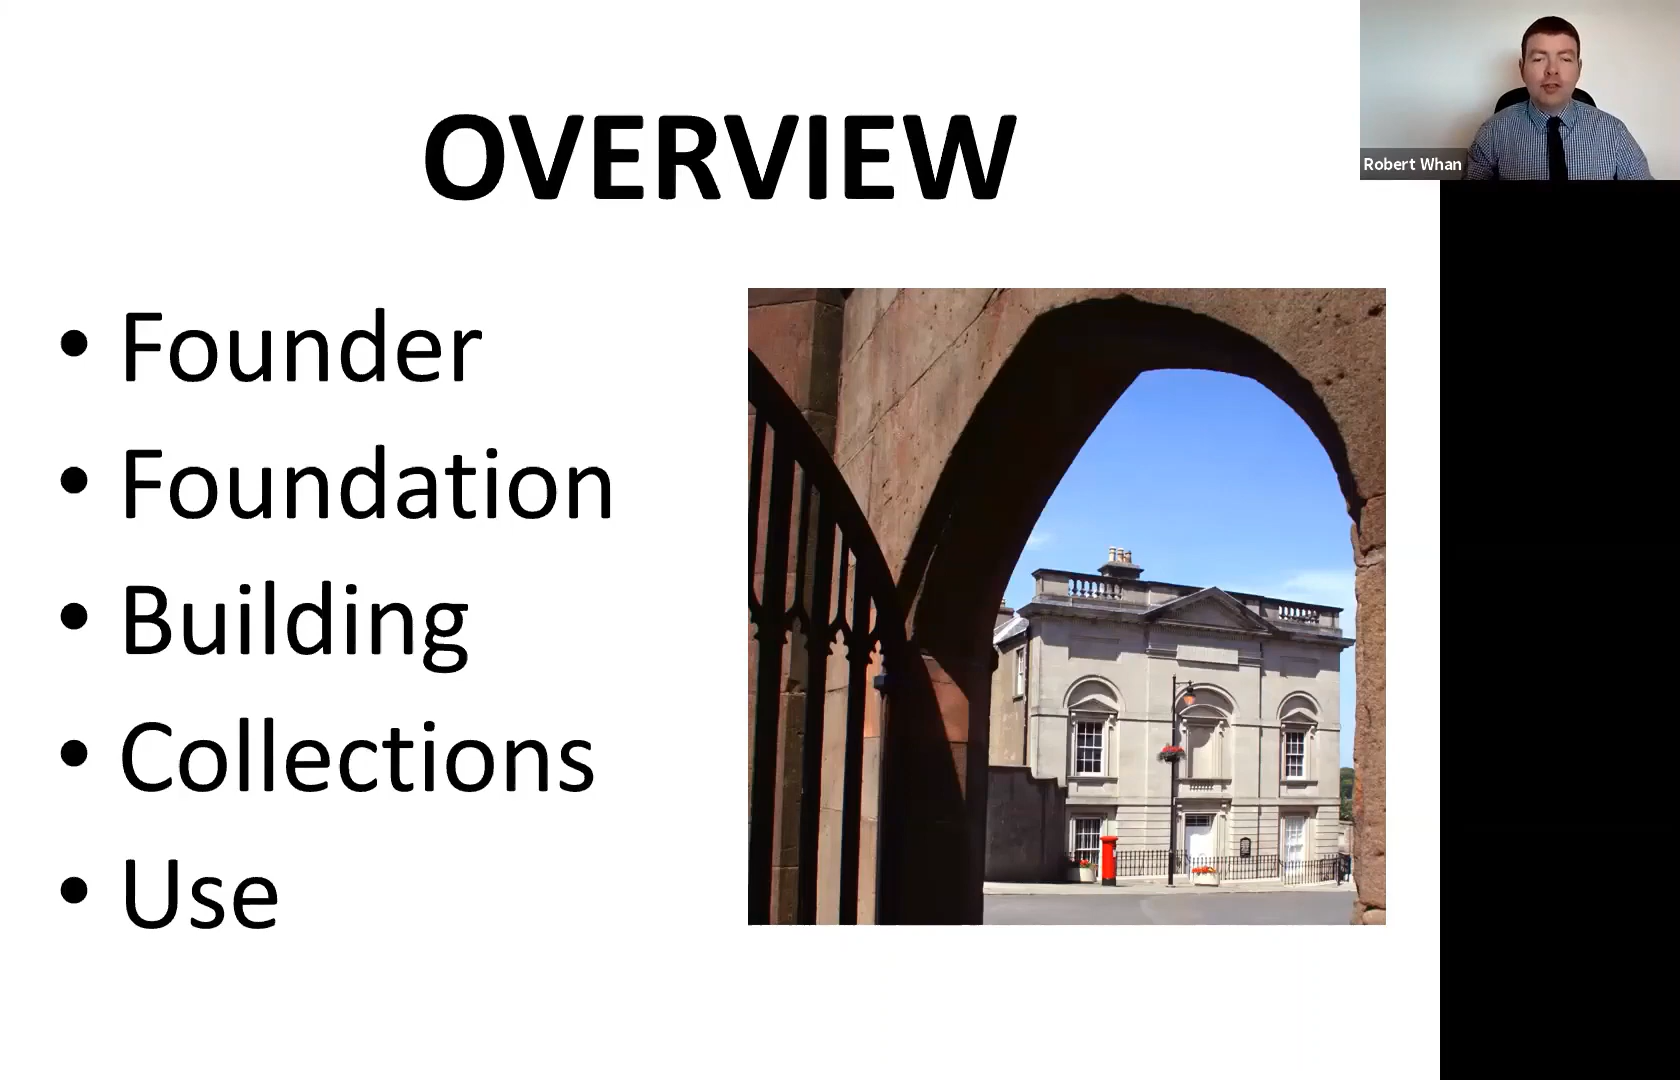 OVERVIEW
• Founder
• Foundation
• Building
• Collections
• Use
Robert Whan